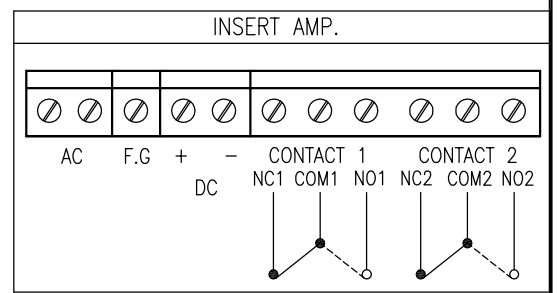 INSERT AMP.
AC F.G + - CONTACT 1 CONTACT 2
DC NC1 COM1 NO1 NC2 COM2 NO2